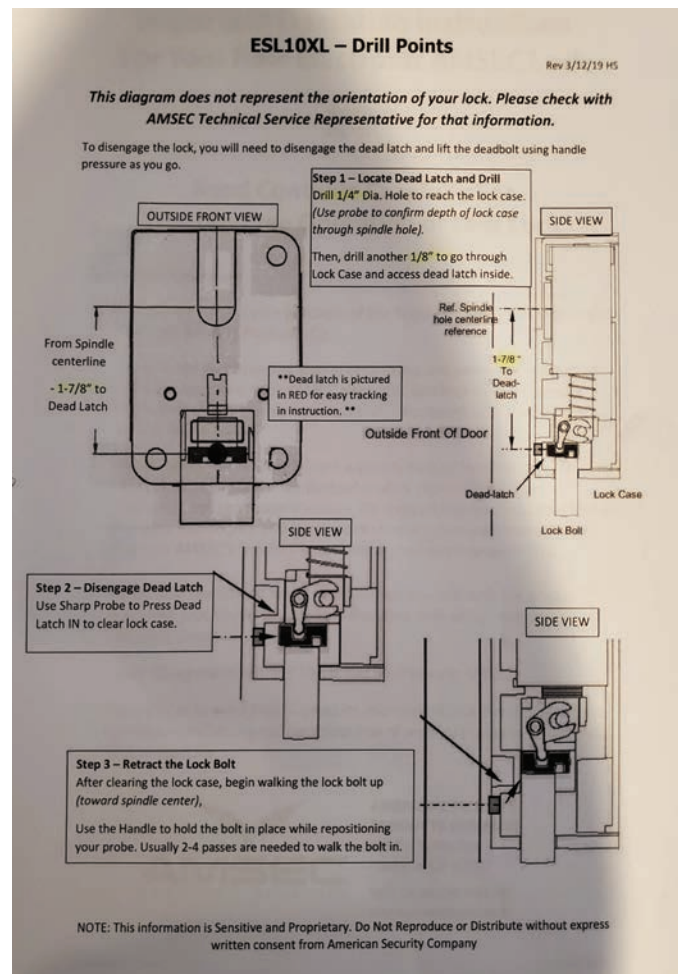 ESL10XL – Drill Points
Rev 3/12/19 HS
This diagram does not represent the orientation of your lock. Please check with
AMSEC Technical Service Representative for that information.
To disengage the lock, you will need to disengage the dead latch and lift the deadbolt using handle
pressure as you go.
Step 1 – Locate Dead Latch and Drill
Drill 1/4" Dia. Hole to reach the lock case.
(Use probe to confirm depth of lock case
through spindle hole).
Then, drill another 1/8" to go through
Lock Case and access dead latch inside.
OUTSIDE FRONT VIEW
SIDE VIEW
From Spindle
centerline
- 1-7/8" to
Dead Latch
**Dead latch is pictured
in RED for easy tracking
in instruction. **
Ref. Spindle
hole centerline
reference
1-7/8"
To
Dead-
latch
Outside Front Of Door
Dead-latch
Lock Case
Lock Bolt
SIDE VIEW
Step 2 – Disengage Dead Latch
Use Sharp Probe to Press Dead
Latch IN to clear lock case.
SIDE VIEW
Step 3 – Retract the Lock Bolt
After clearing the lock case, begin walking the lock bolt up
(toward spindle center),
Use the Handle to hold the bolt in place while repositioning
your probe. Usually 2-4 passes are needed to walk the bolt in.
NOTE: This information is Sensitive and Proprietary. Do Not Reproduce or Distribute without express
written consent from American Security Company